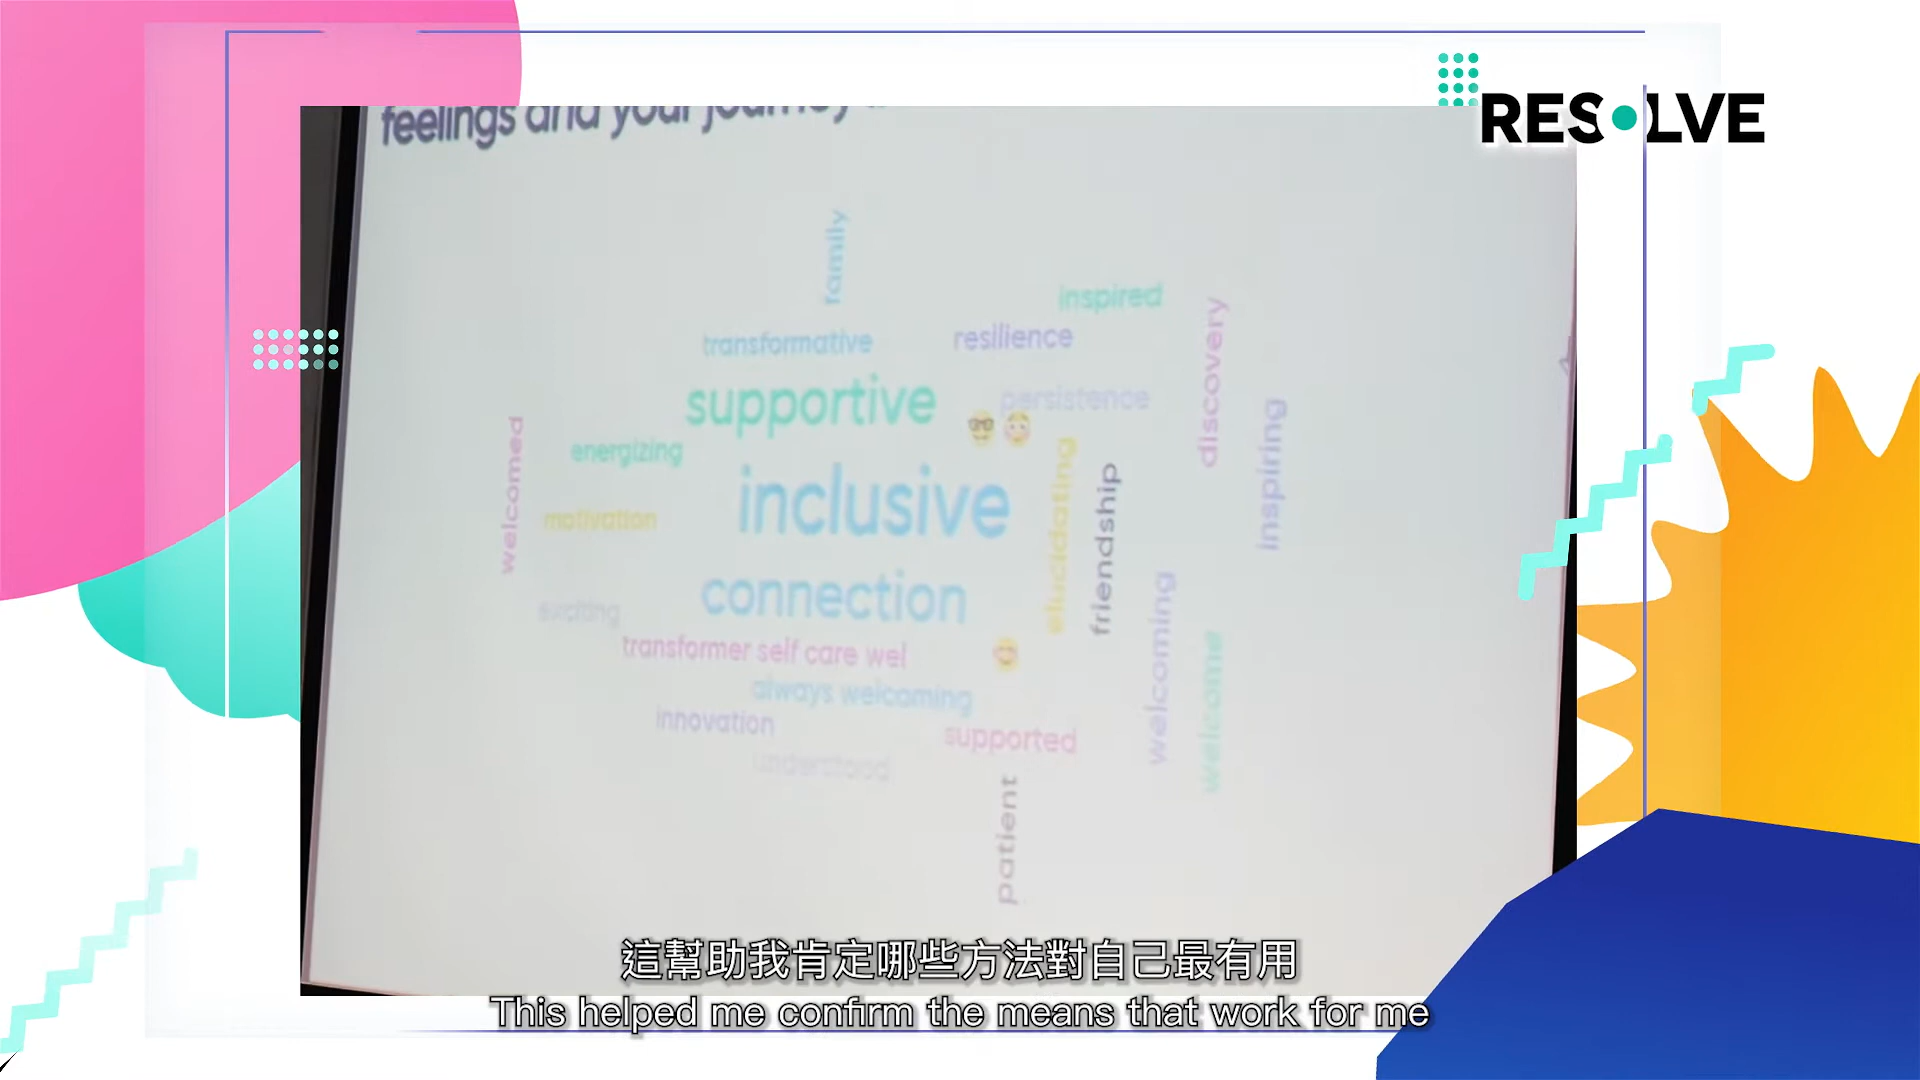 RESOLVE
feelings and your journey
family
inspired
transformative
resilience
discovery
supportive
persistence
welcomed
energizing
inspiring
inclusive
elucidating
friendship
motivation
connection
welcoming
transformer self care wel
welcome
always welcoming
innovation
supported
understood
patient
這幫助我肯定哪些方法對自己最有用
This helped me confirm the means that work for me